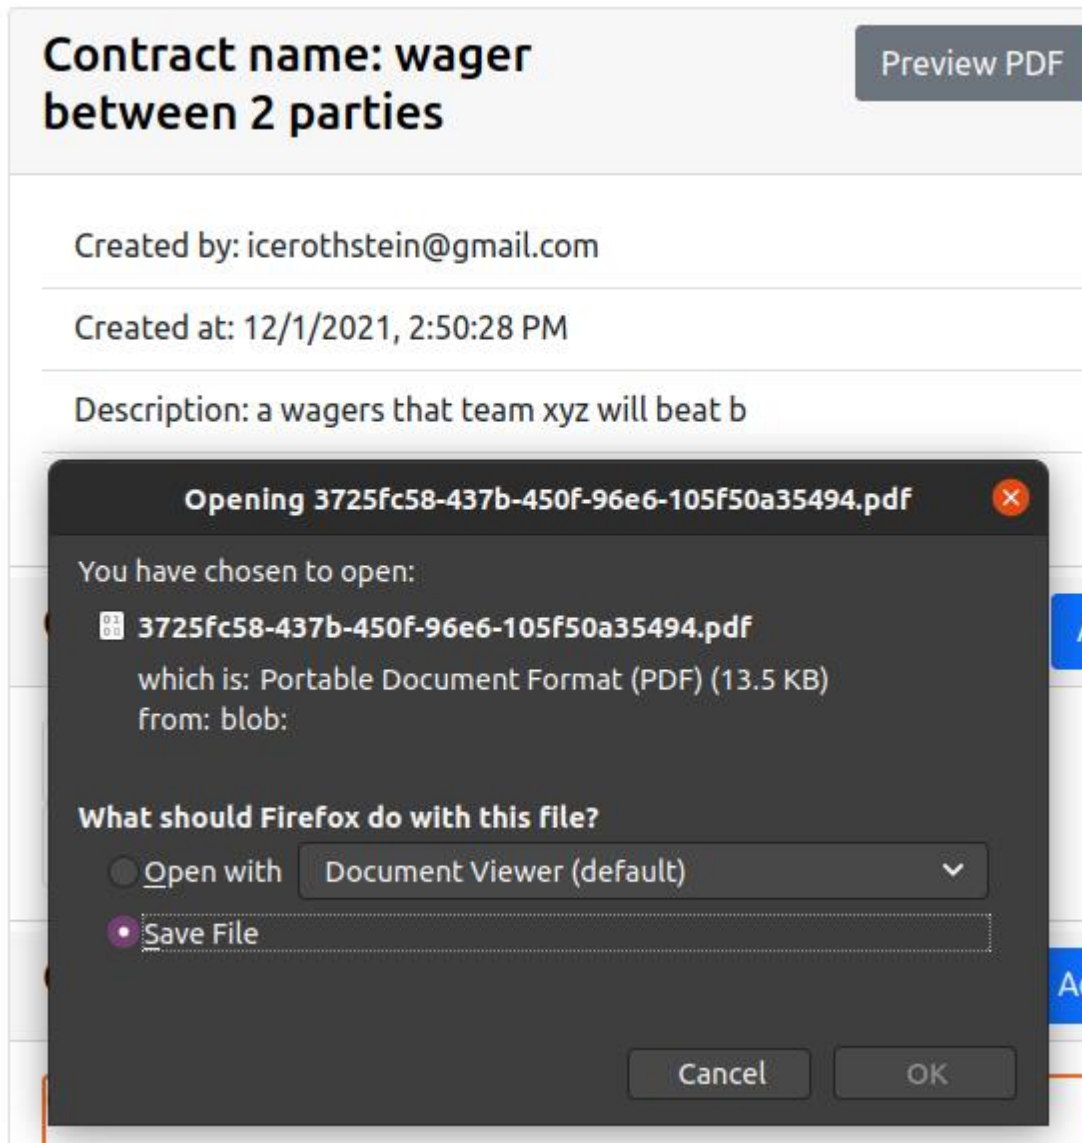 Contract name: wager
between 2 parties
Preview PDF
Created by: icerothstein@gmail.com
Created at: 12/1/2021, 2:50:28 PM
Description: a wagers that team xyz will beat b
Opening 3725fc58-437b-450f-96e6-105f50a35494.pdf
You have chosen to open:
3725fc58-437b-450f-96e6-105f50a35494.pdf
which is: Portable Document Format (PDF) (13.5 KB)
from: blob:
What should Firefox do with this file?
Open with Document Viewer (default)
Save File
Cancel OK